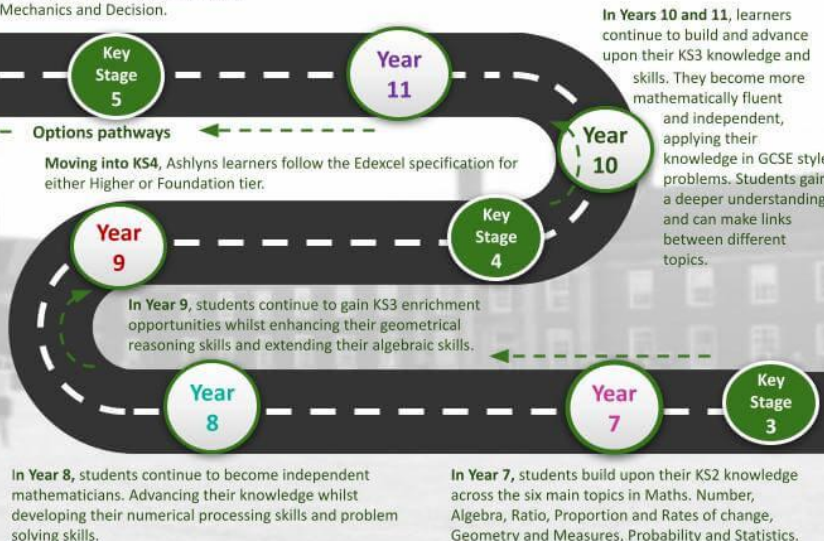 Mechanics and Decision.
In Years 10 and 11, learners
continue to build and advance
upon their KS3 knowledge and
skills. They become more
mathematically fluent
and independent,
applying their
knowledge in GCSE style
problems. Students gain
a deeper understanding
and can make links
between different
topics.
Key
Stage
5
Year
11
Year
10
Options pathways
Moving into KS4, Ashlyns learners follow the Edexcel specification for
either Higher or Foundation tier.
Year
9
Key
Stage
4
In Year 9, students continue to gain KS3 enrichment
opportunities whilst enhancing their geometrical
reasoning skills and extending their algebraic skills.
Year
8
Year
7
Key
Stage
3
In Year 8, students continue to become independent
mathematicians. Advancing their knowledge whilst
developing their numerical processing skills and problem
solving skills.
In Year 7, students build upon their KS2 knowledge
across the six main topics in Maths. Number,
Algebra, Ratio, Proportion and Rates of change,
Geometry and Measures, Probability and Statistics.